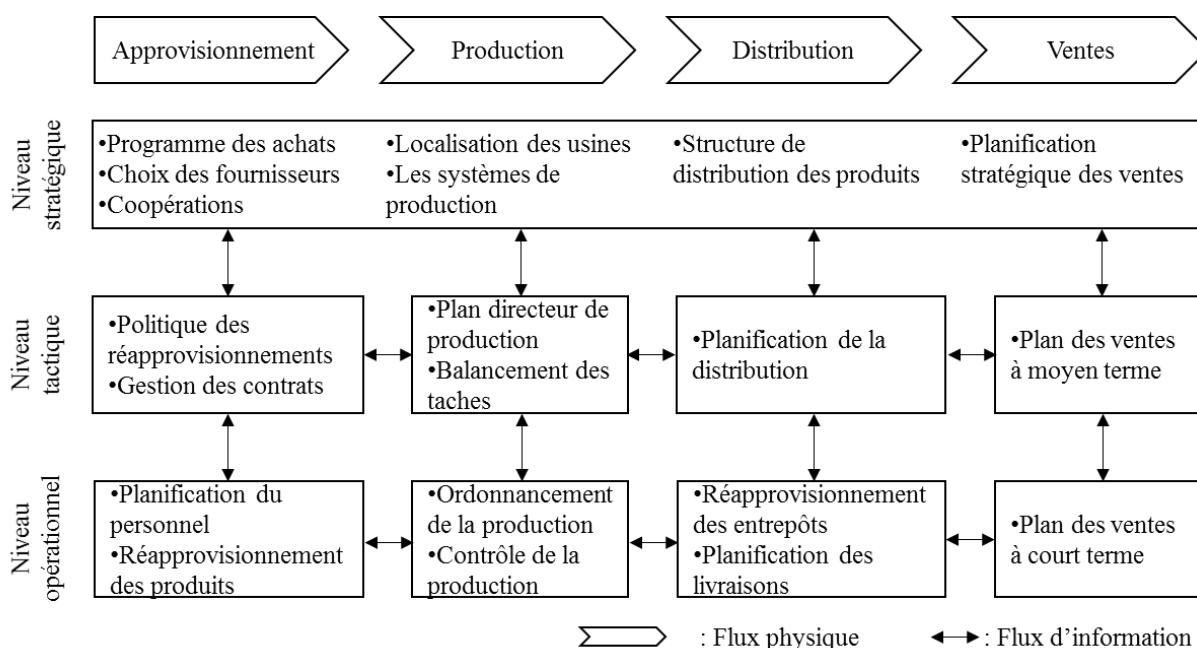 Approvisionnement
Production
Distribution
Ventes
Niveau
stratégique
•Programme des achats
•Choix des fournisseurs
•Coopérations
•Localisation des usines
•Les systèmes de
production
•Structure de
distribution des produits
•Planification
stratégique des ventes
Niveau
tactique
•Politique des
réapprovisionnements
•Gestion des contrats
•Plan directeur de
production
•Balancement des
taches
•Planification de la
distribution
•Plan des ventes
à moyen terme
Niveau
opérationnel
•Planification du
personnel
•Réapprovisionnement
des produits
•Ordonnancement
de la production
•Contrôle de la
production
•Réapprovisionnement
des entrepôts
•Planification des
livraisons
•Plan des ventes
à court terme
: Flux physique
: Flux d’information